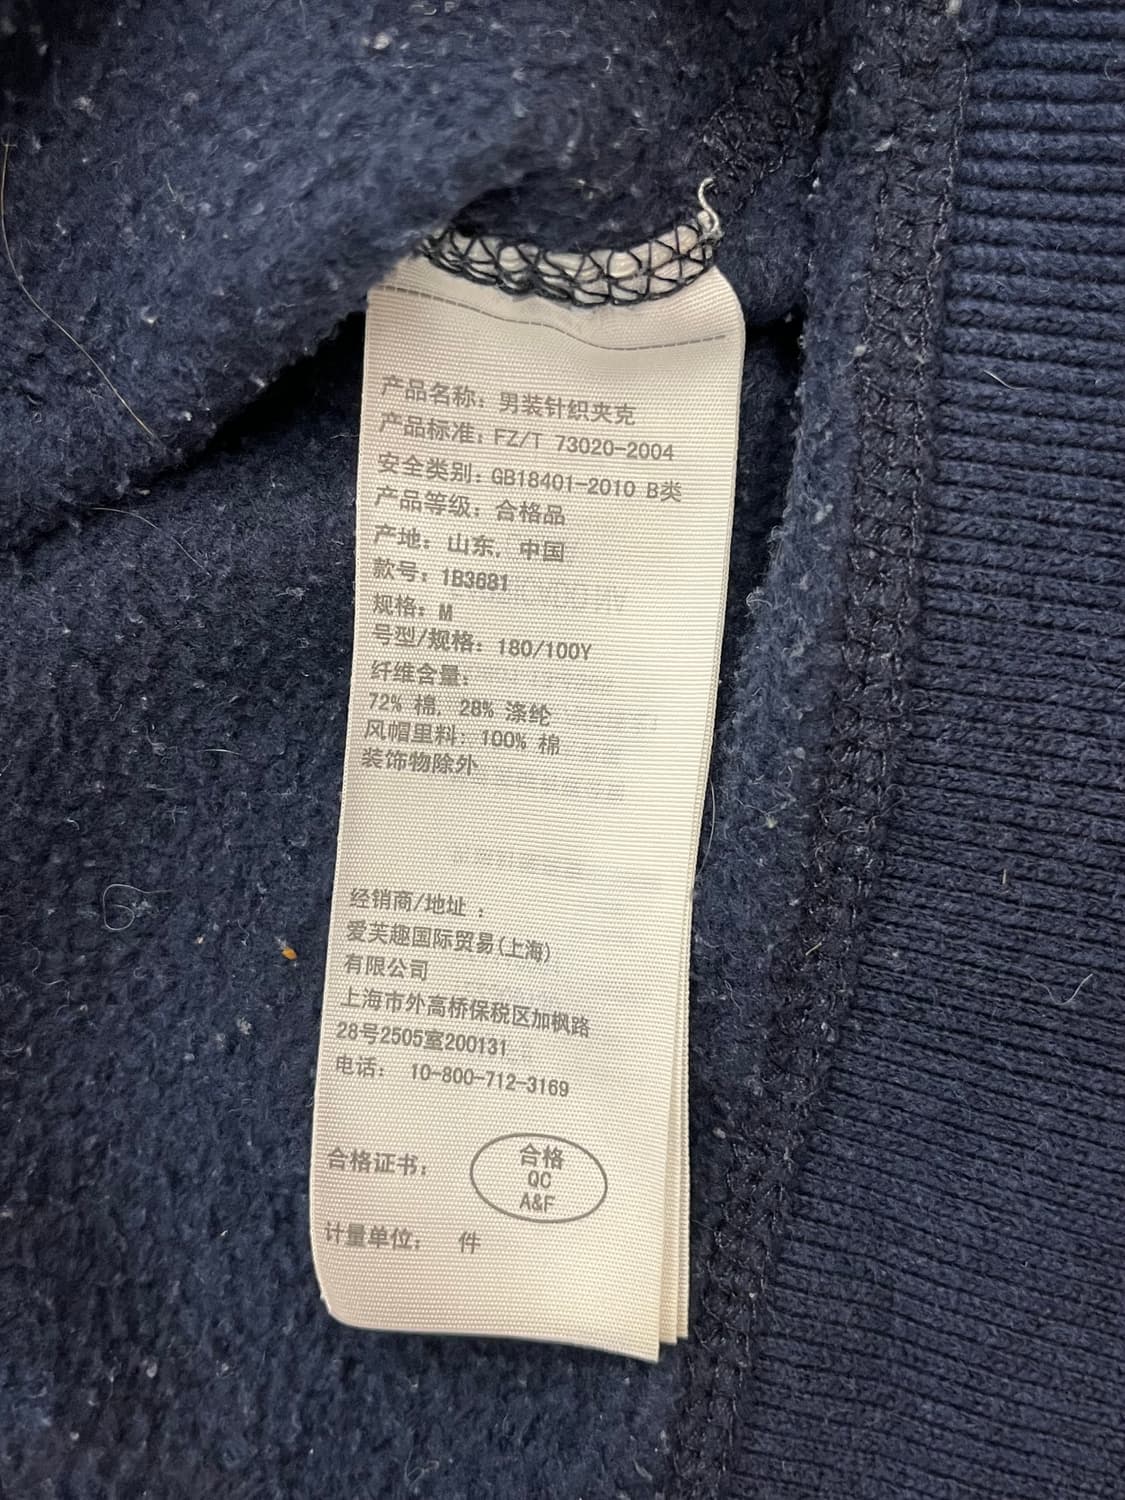 产品名称: 男装针织夹克
产品标准: FZ/T 73020-2004
安全类别: GB18401-2010 B类
产品等级: 合格品
产地: 山东, 中国
款号: 1B3681
规格: M
号型/规格: 180/100Y
纤维含量:
72% 棉, 28% 涤纶
风帽里料: 100% 棉
装饰物除外
经销商/地址 :
爱芙趣国际贸易(上海)
有限公司
上海市外高桥保税区加枫路
28号2505室200131
电话: 10-800-712-3169
合格证书:
合格
QC
A&F
计量单位: 件